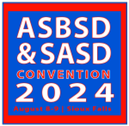 ASBSD
& SASD
CONVENTION
2024